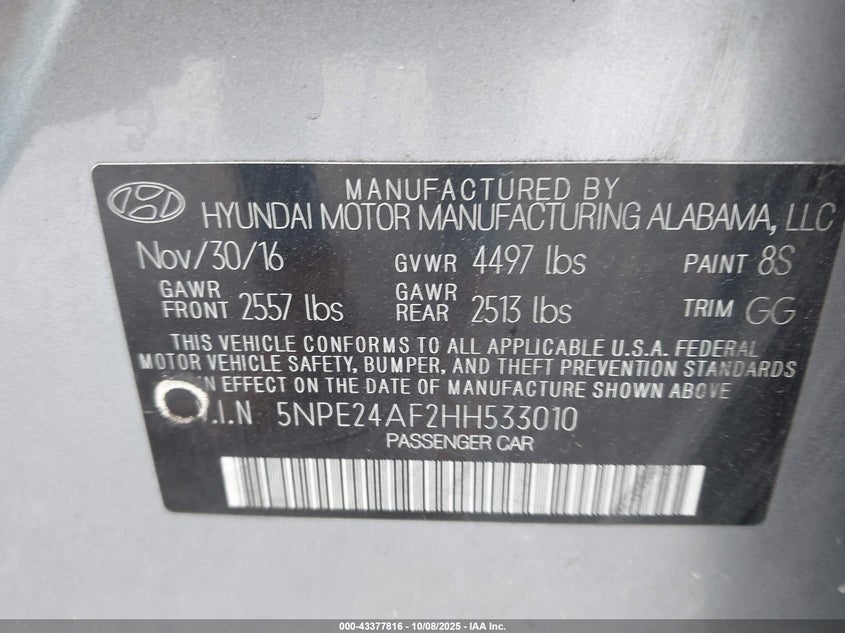 MANUFACTURED BY
HYUNDAI MOTOR MANUFACTURING ALABAMA, LLC
Nov/30/16 GVWR 4497 lbs PAINT 8S
GAWR FRONT 2557 lbs GAWR REAR 2513 lbs TRIM GG
THIS VEHICLE CONFORMS TO ALL APPLICABLE U.S.A. FEDERAL
MOTOR VEHICLE SAFETY, BUMPER, AND THEFT PREVENTION STANDARDS
IN EFFECT ON THE DATE OF MANUFACTURE SHOWN ABOVE
.I.N 5NPE24AF2HH533010
PASSENGER CAR
000-43377816 - 10/08/2025 - IAA Inc.